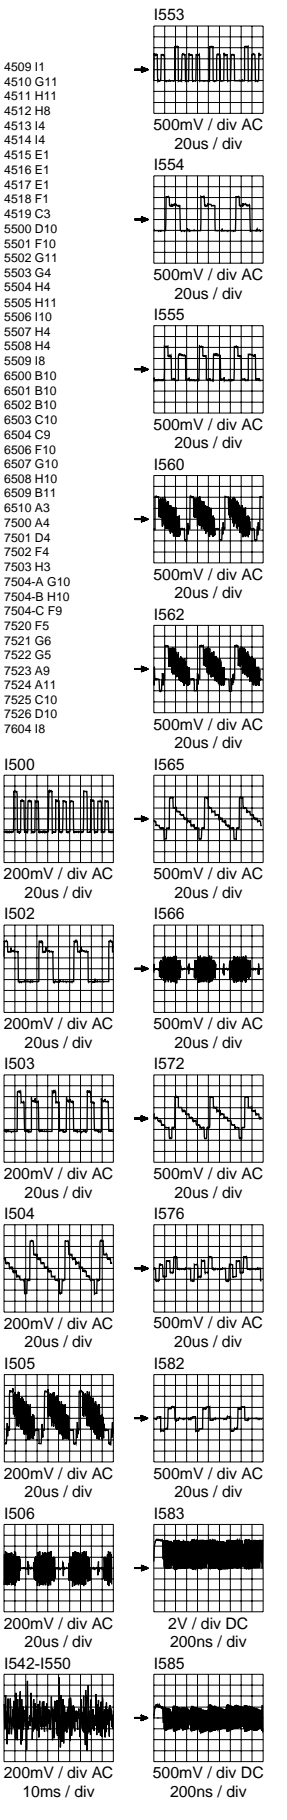 4509 I1
4510 G11
4511 H11
4512 H8
4513 I4
4514 I4
4515 E1
4516 E1
4517 E1
4518 F1
4519 C3
5500 D10
5501 F10
5502 G11
5503 G4
5504 H4
5505 H11
5506 I10
5507 H4
5508 H4
5509 I8
6500 B10
6501 B10
6502 B10
6503 C10
6504 C9
6506 F10
6507 G10
6508 H10
6509 B11
6510 A3
7500 A4
7501 D4
7502 F4
7503 H3
7504-A G10
7504-B H10
7504-C F9
7520 F5
7521 G6
7522 G5
7523 A9
7524 A11
7525 C10
7526 D10
7604 I8
I500
200mV / div AC
20us / div
I502
200mV / div AC
20us / div
I503
200mV / div AC
20us / div
I504
200mV / div AC
20us / div
I505
200mV / div AC
20us / div
I506
200mV / div AC
20us / div
I542-I550
200mV / div AC
10ms / div
I553
500mV / div AC
20us / div
I554
500mV / div AC
20us / div
I555
500mV / div AC
20us / div
I560
500mV / div AC
20us / div
I562
500mV / div AC
20us / div
I565
500mV / div AC
20us / div
I566
500mV / div AC
20us / div
I572
500mV / div AC
20us / div
I576
500mV / div AC
20us / div
I582
500mV / div AC
20us / div
I583
2V / div DC
200ns / div
I585
500mV / div DC
200ns / div